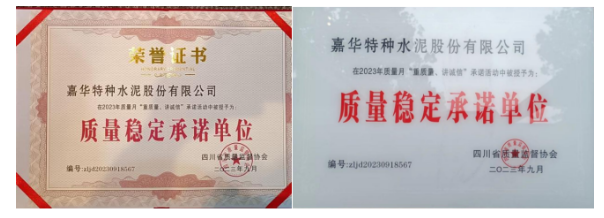 荣誉证书
嘉华特种水泥股份有限公司
在2023年质量月“重质量、讲诚信”承诺活动中被授予为：
质量稳定承诺单位
四川省质量监督协会
编号:zljd20230918567
二〇二三年九月
嘉华特种水泥股份有限公司
在2023年质量月“重质量、讲诚信”承诺活动中被授予为：
质量稳定承诺单位
四川省质量监督协会
编号:zljd20230918567
二〇二三年九月